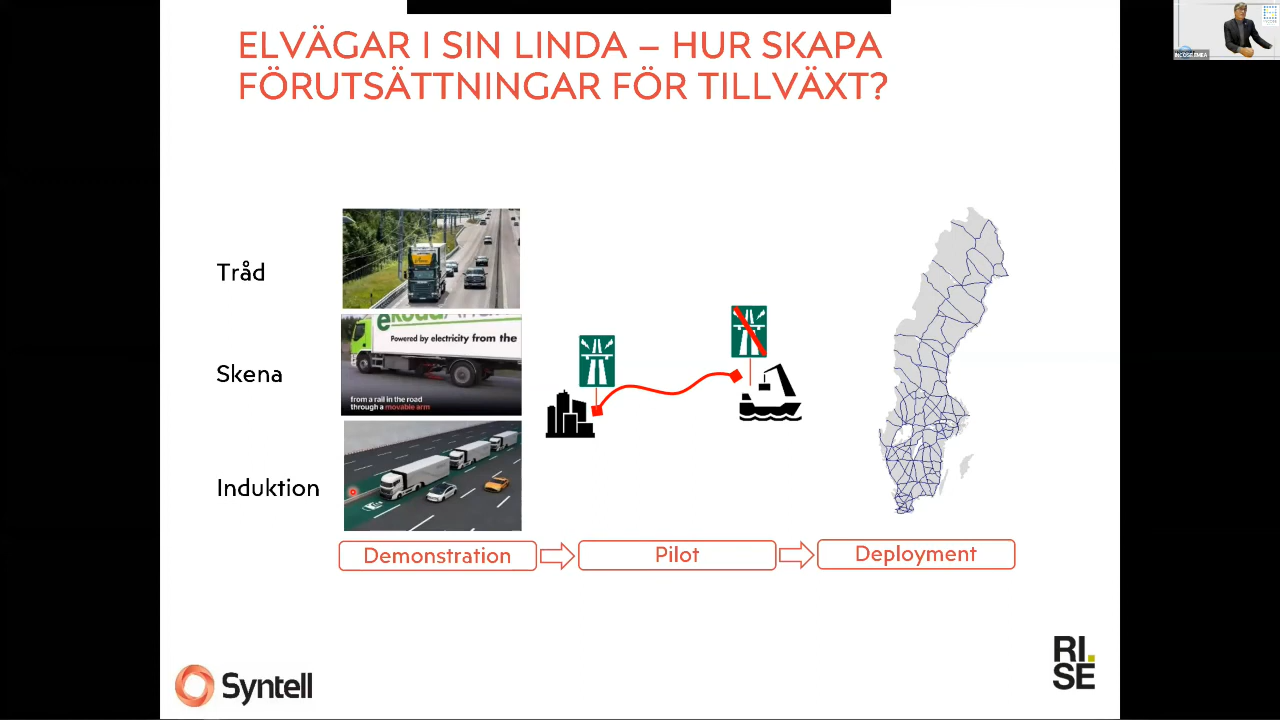 ELVÄGAR I SIN LINDA – HUR SKAPA
FÖRUTSÄTTNINGAR FÖR TILLVÄXT?
Tråd
Powered by electricity from the
Skena
from a rail in the road
through a movable arm
Induktion
Demonstration
Pilot
Deployment
Syntell
RI.
SE